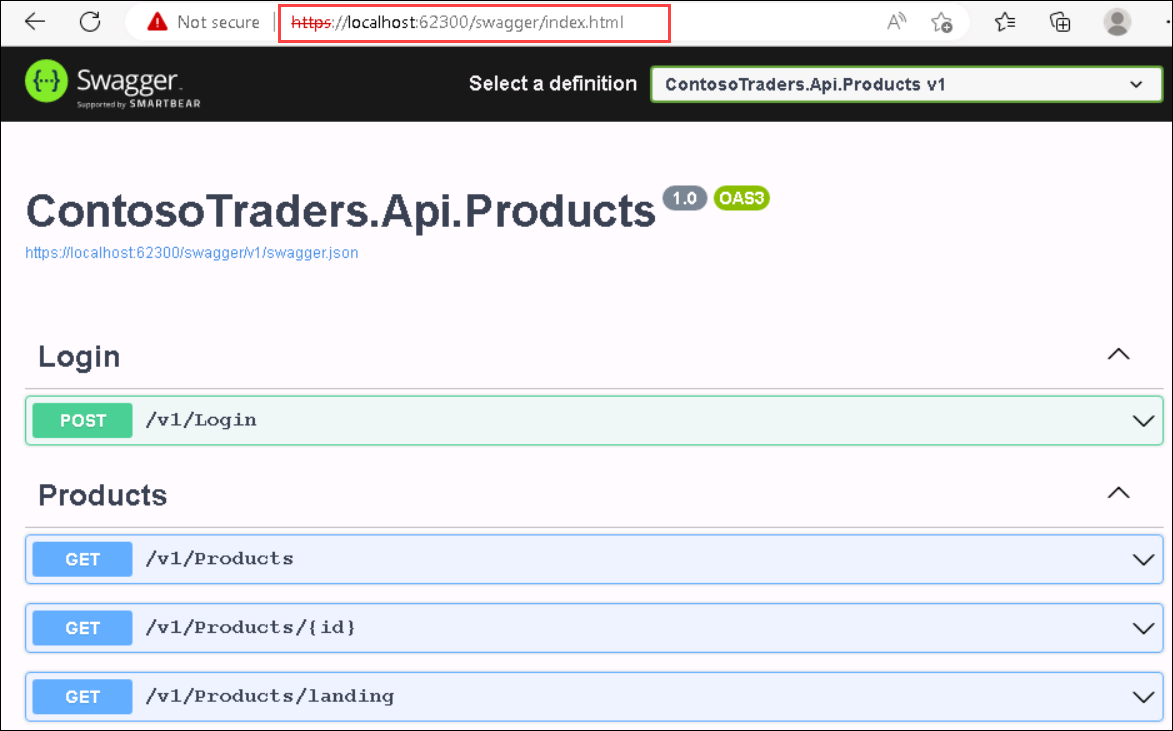 Not secure https://localhost:62300/swagger/index.html
Swagger.
Supported by SMARTBEAR
Select a definition
ContosoTraders.Api.Products v1
ContosoTraders.Api.Products 1.0 OAS3
https://localhost:62300/swagger/v1/swagger.json
Login
POST /v1/Login
Products
GET /v1/Products
GET /v1/Products/{id}
GET /v1/Products/landing